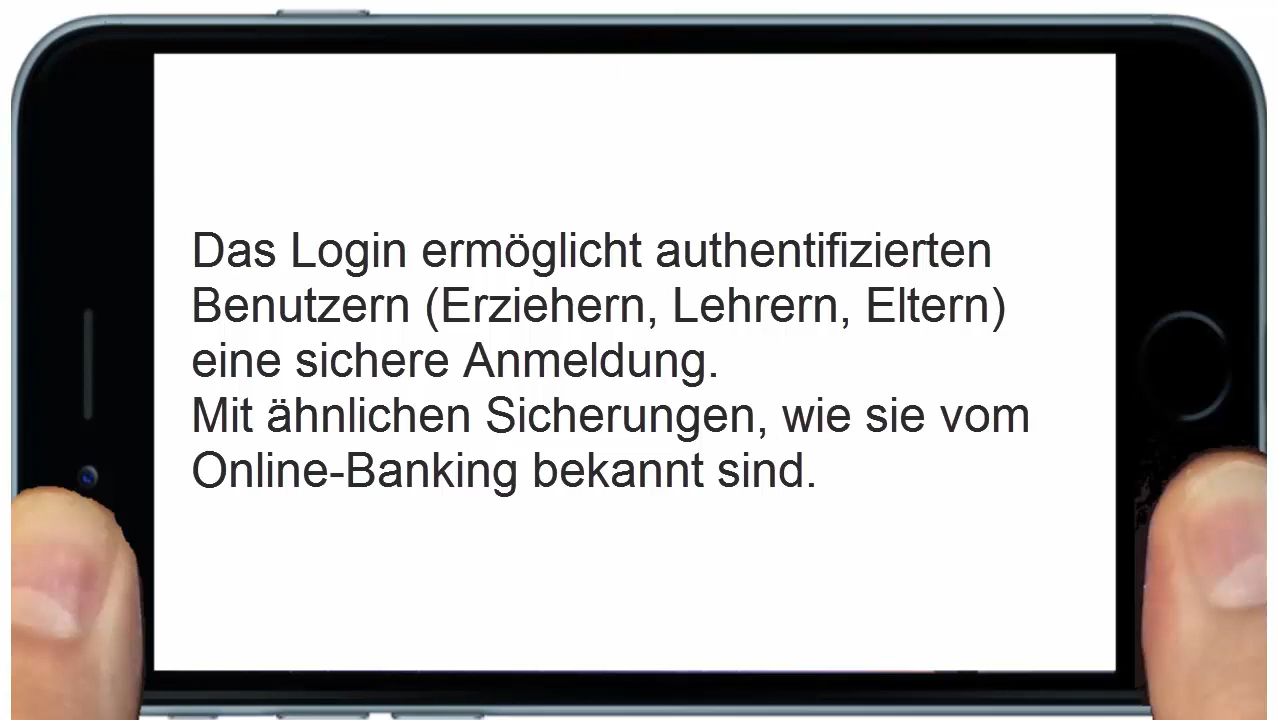 Das Login ermöglicht authentifizierten
Benutzern (Erziehern, Lehrern, Eltern)
eine sichere Anmeldung.
Mit ähnlichen Sicherungen, wie sie vom
Online-Banking bekannt sind.